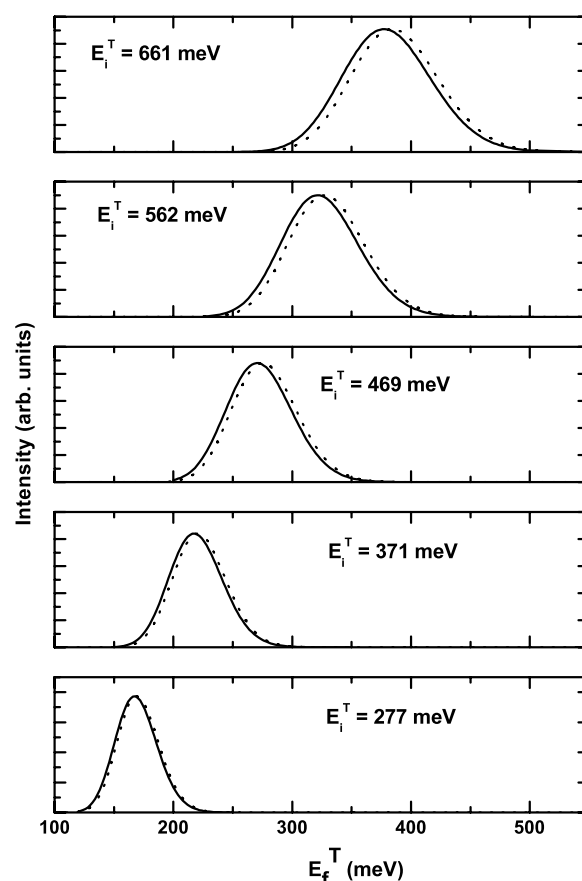 E_i^T = 661 meV
E_i^T = 562 meV
E_i^T = 469 meV
E_i^T = 371 meV
E_i^T = 277 meV
Intensity (arb. units)
100 200 300 400 500
E_f^T (meV)